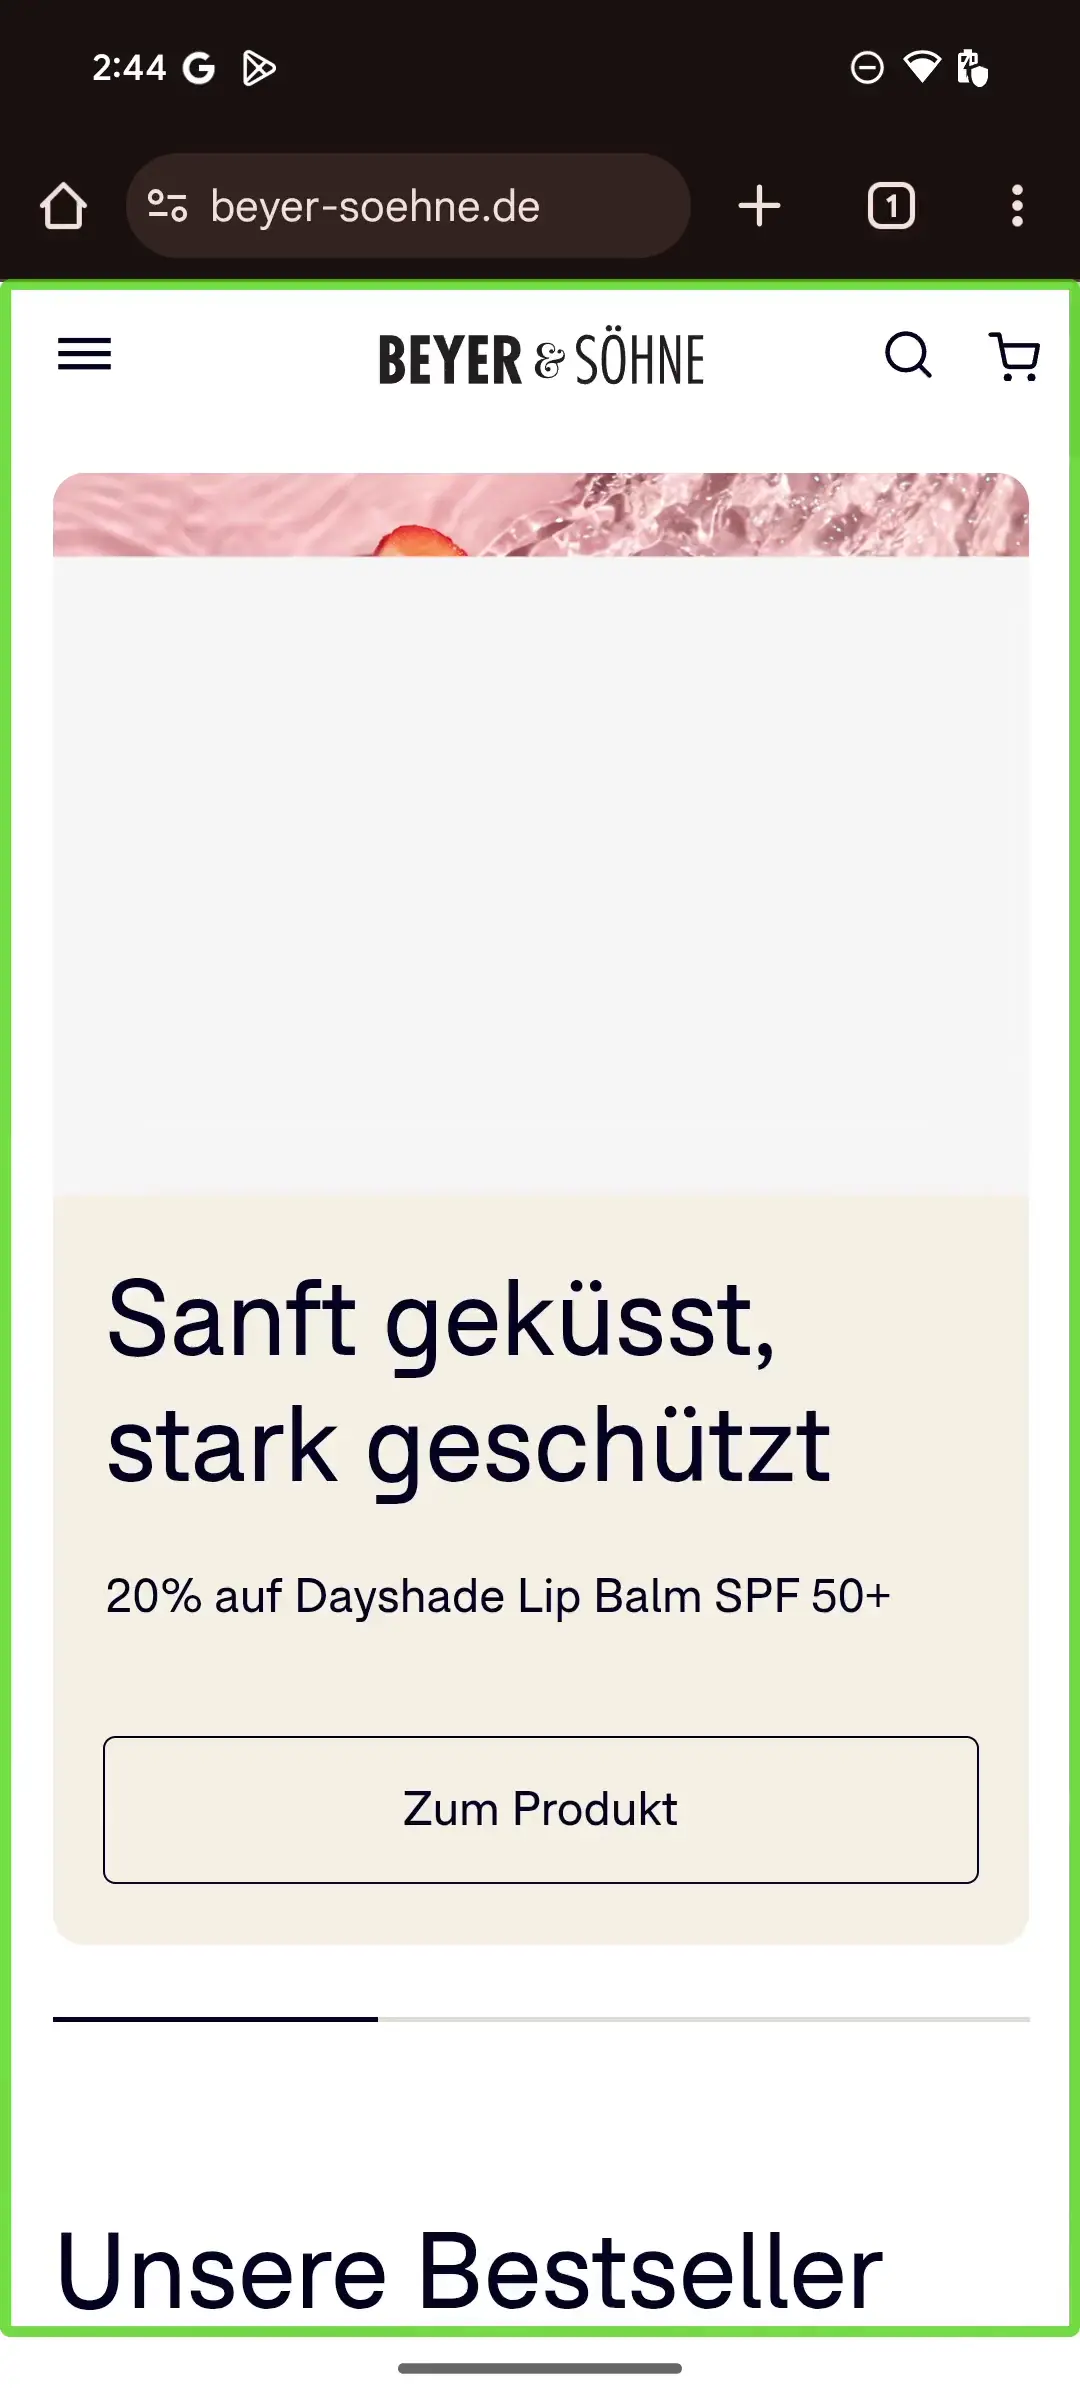 2:44
beyer-soehne.de
1
BEYER & SÖHNE
Sanft geküsst,
stark geschützt
20% auf Dayshade Lip Balm SPF 50+
Zum Produkt
Unsere Bestseller